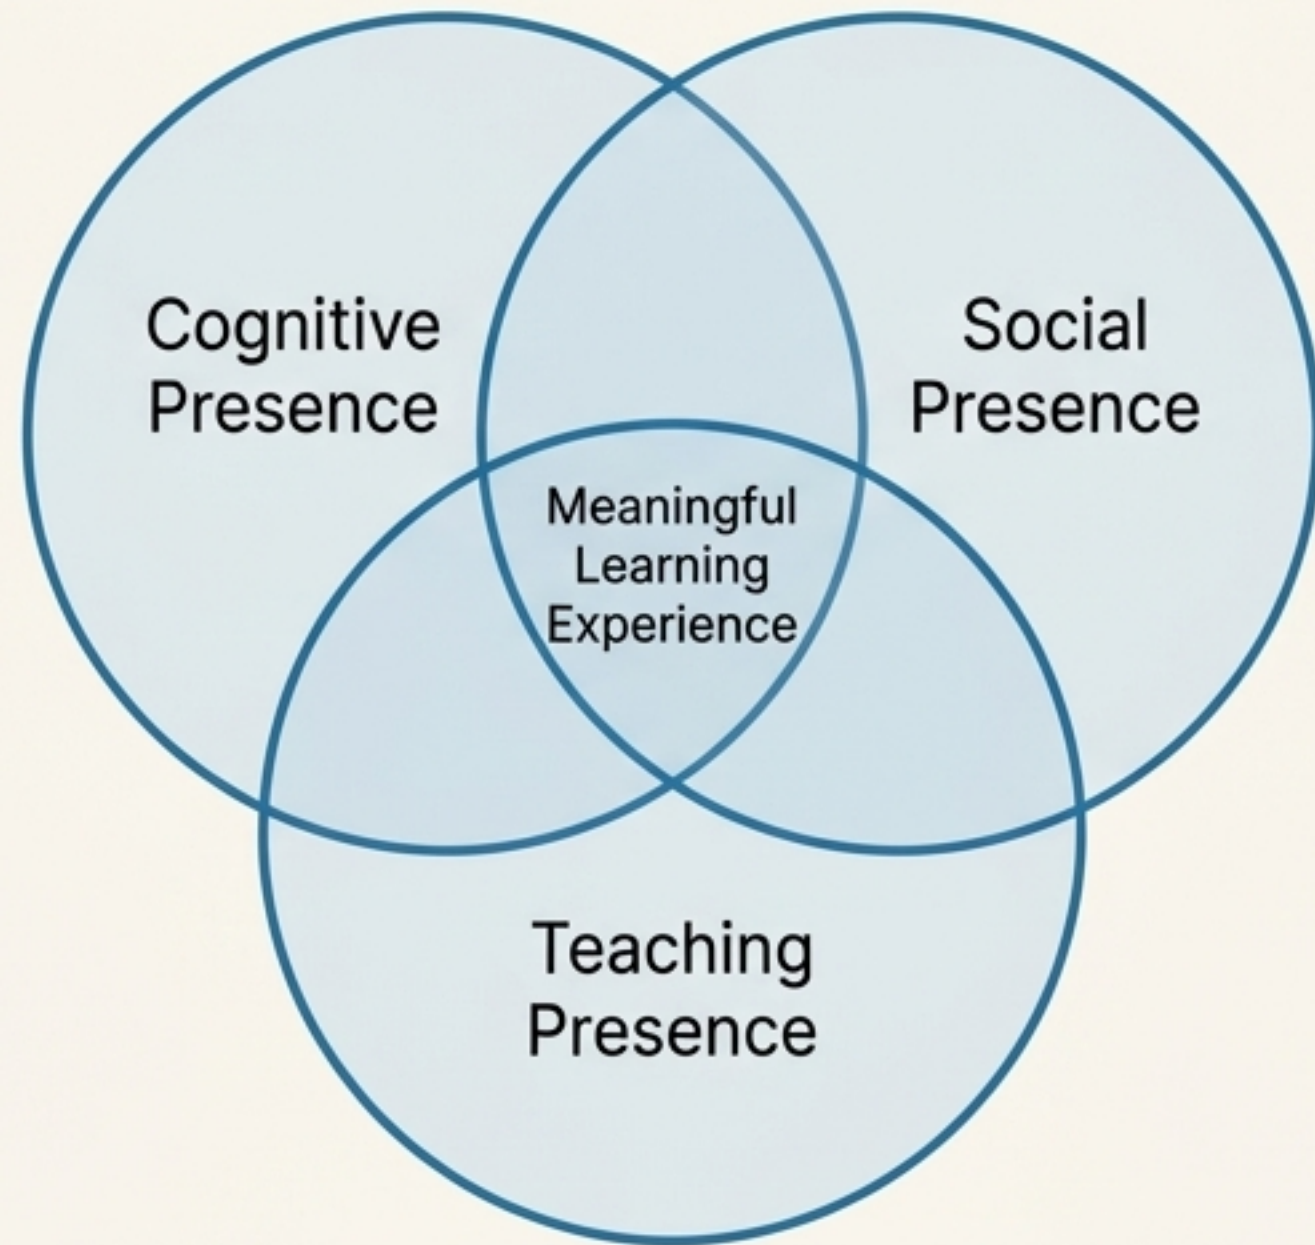 Cognitive
Presence
Social
Presence
Meaningful
Learning
Experience
Teaching
Presence